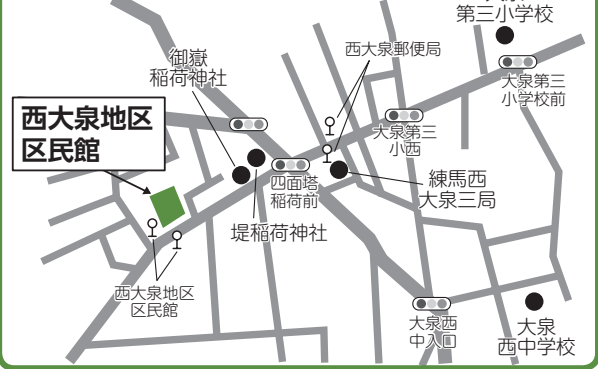 第三小学校
西大泉郵便局
御嶽
稲荷神社
大泉第三
小学校前
西大泉地区
区民館
大泉第三
小西
練馬西
大泉三局
四面塔
稲荷前
堤稲荷神社
西大泉地区
区民館
大泉西
中入口
大泉
西中学校